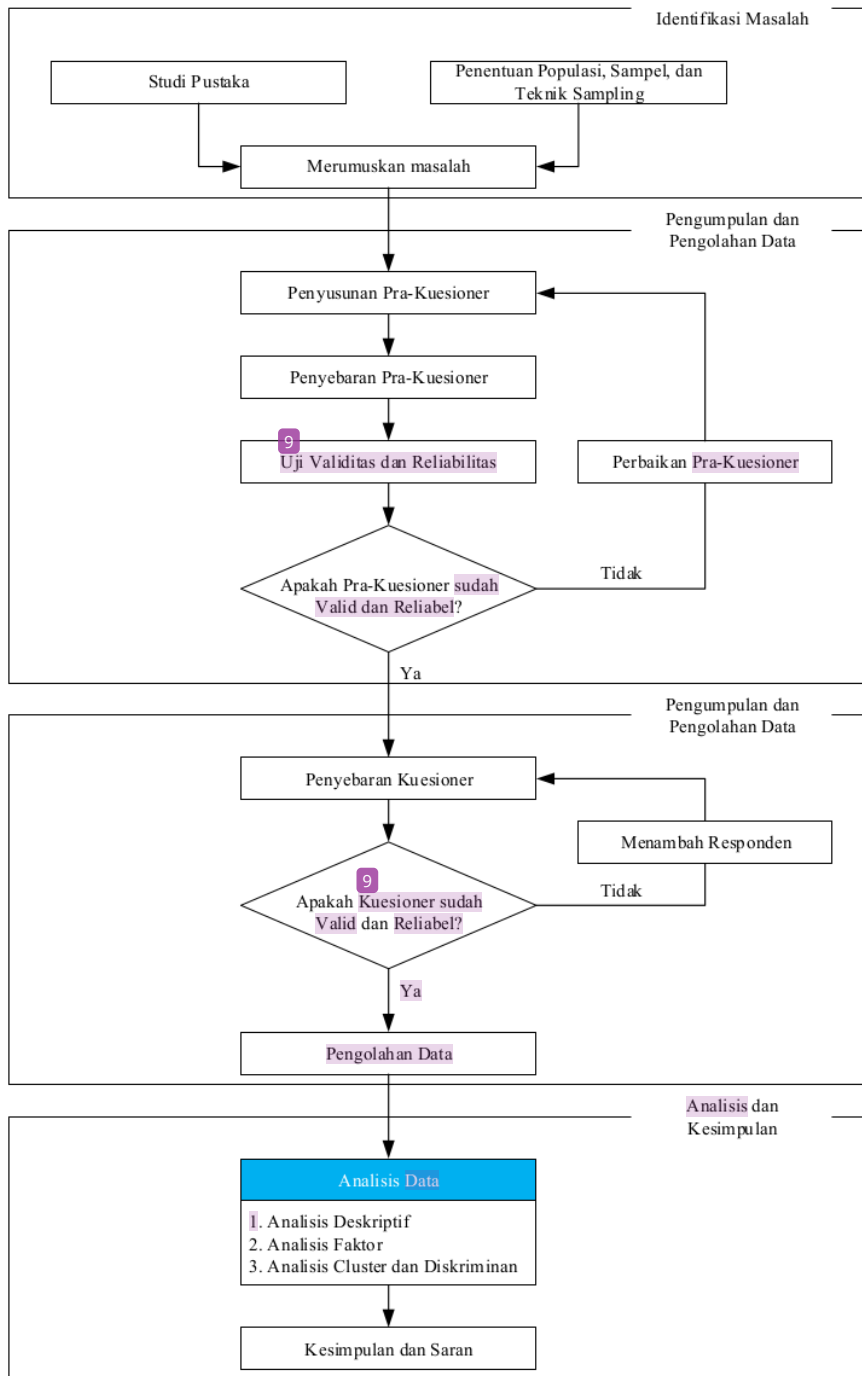 Identifikasi Masalah
Studi Pustaka
Penentuan Populasi, Sampel, dan
Teknik Sampling
Merumuskan masalah
Pengumpulan dan
Pengolahan Data
Penyusunan Pra-Kuesioner
Penyebaran Pra-Kuesioner
9
Uji Validitas dan Reliabilitas
Perbaikan Pra-Kuesioner
Apakah Pra-Kuesioner sudah
Valid dan Reliabel?
Tidak
Ya
Pengumpulan dan
Pengolahan Data
Penyebaran Kuesioner
Menambah Responden
9
Apakah Kuesioner sudah
Valid dan Reliabel?
Tidak
Ya
Pengolahan Data
Analisis dan
Kesimpulan
Analisis Data
1. Analisis Deskriptif
2. Analisis Faktor
3. Analisis Cluster dan Diskriminan
Kesimpulan dan Saran